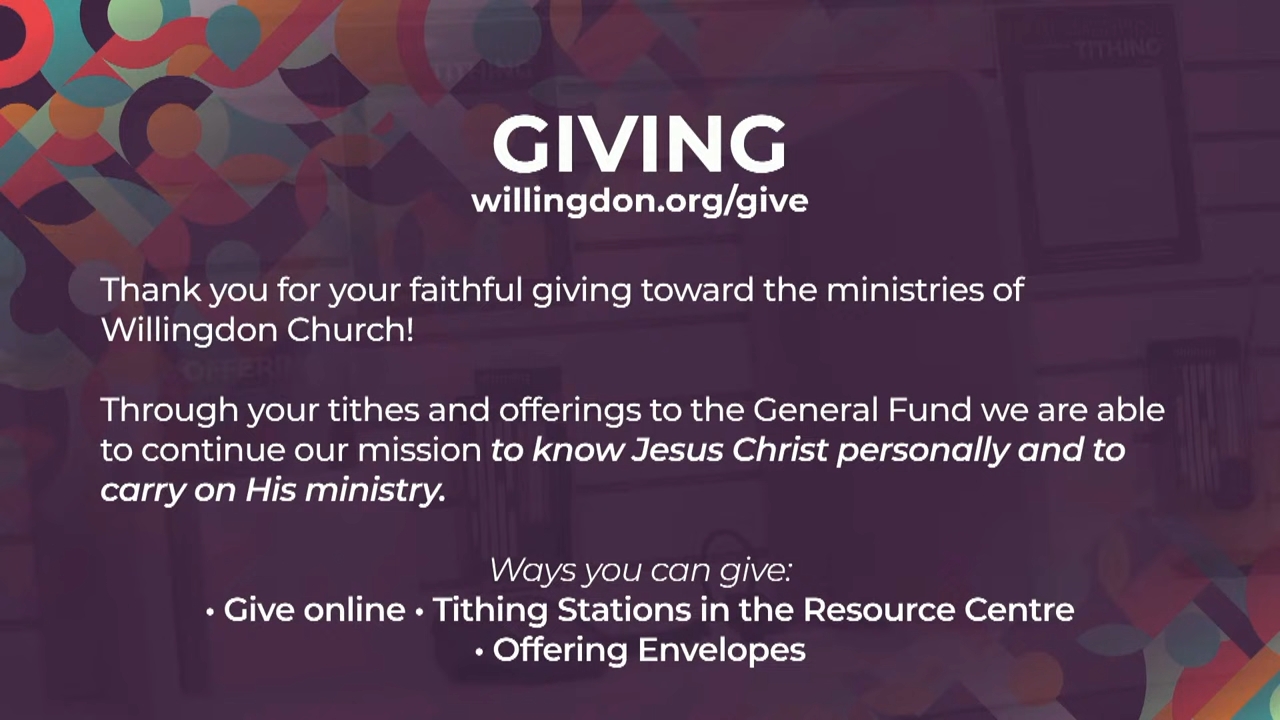 TITHING
TITHING
GIVING
willingdon.org/give
Thank you for your faithful giving toward the ministries of
Willingdon Church!
OFFERING
Through your tithes and offerings to the General Fund we are able
to continue our mission to know Jesus Christ personally and to
carry on His ministry.
Ways you can give:
• Give online • Tithing Stations in the Resource Centre
• Offering Envelopes